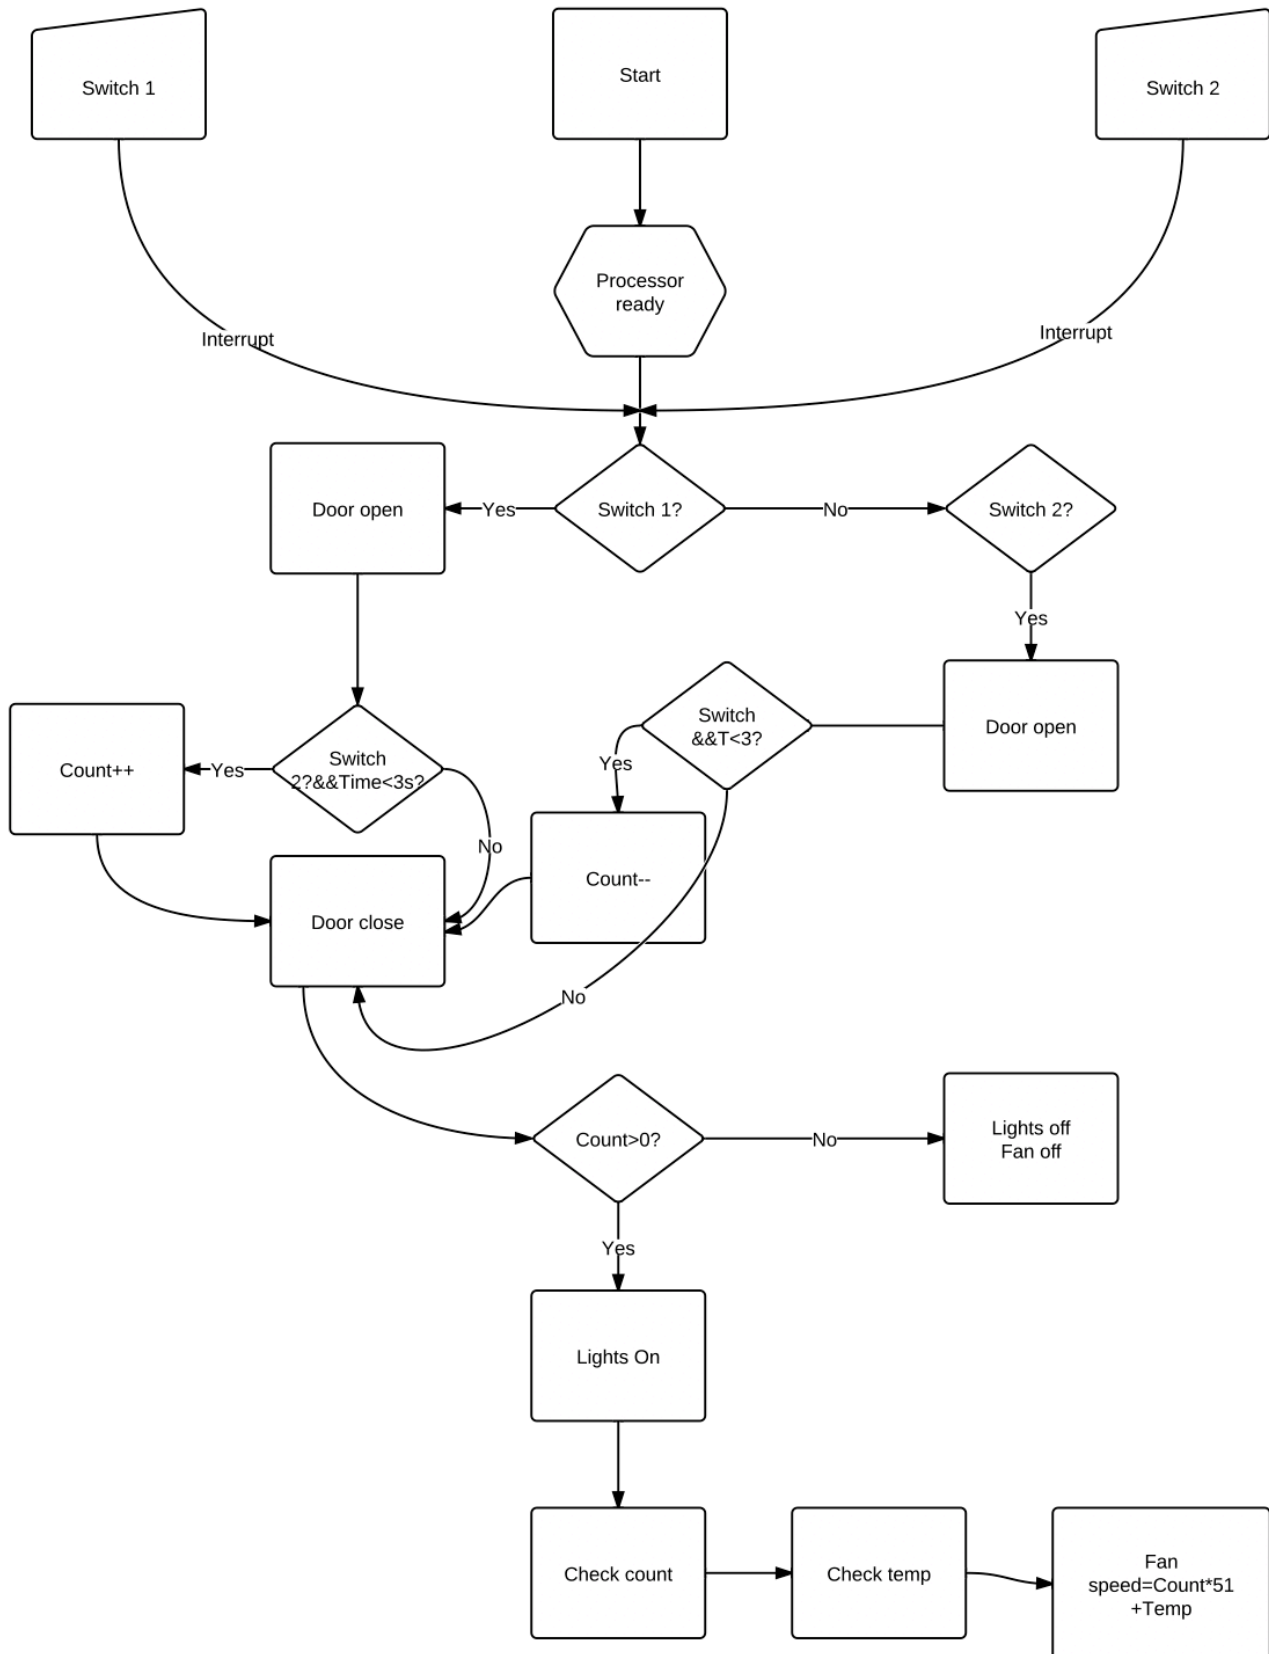 Switch 1
Start
Switch 2
Processor
ready
Interrupt
Interrupt
Door open
Yes
Switch 1?
No
Switch 2?
Yes
Door open
Switch
&&T<3?
Yes
Count++
Yes
Switch
2?&&Time<3s?
No
Count--
Door close
No
Count>0?
No
Lights off
Fan off
Yes
Lights On
Check count
Check temp
Fan
speed=Count*51
+Temp